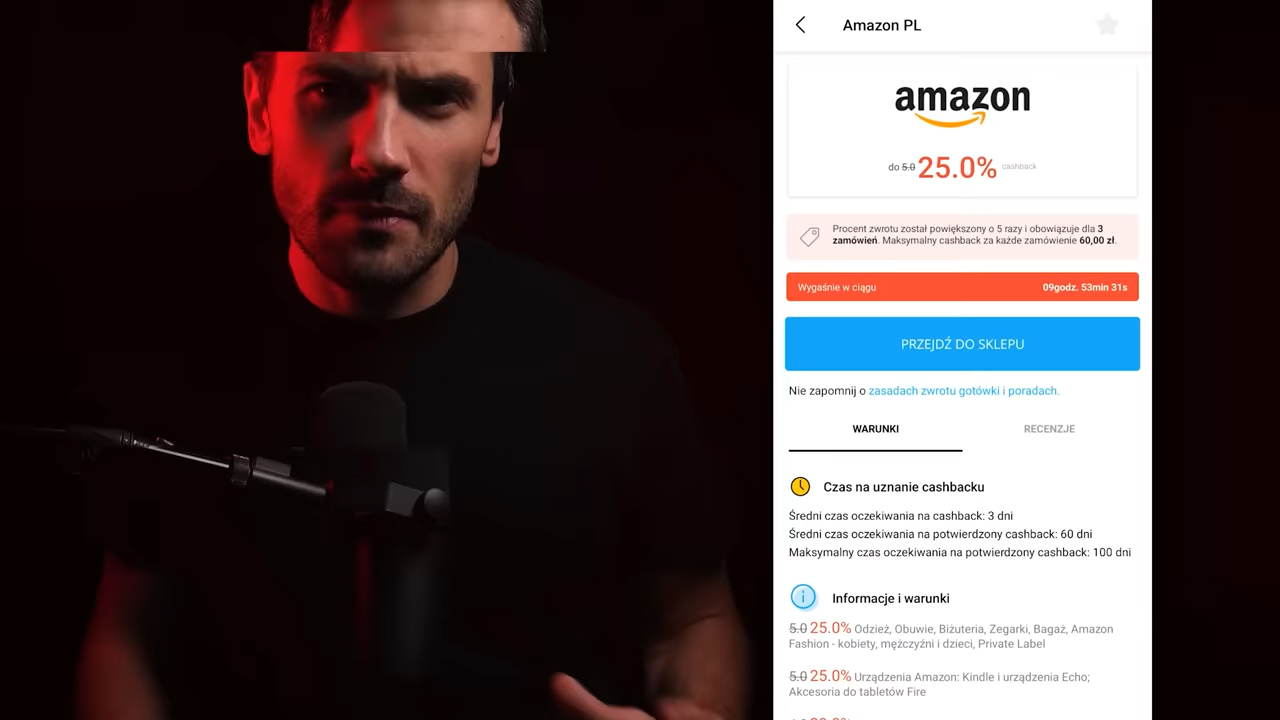 Amazon PL
amazon
do 5.0 25.0% cashback
Procent zwrotu został powiększony o 5 razy i obowiązuje dla 3
zamówień. Maksymalny cashback za każde zamówienie 60,00 zł.
Wygaśnie w ciągu 09godz. 53min 31s
PRZEJDŹ DO SKLEPU
Nie zapomnij o zasadach zwrotu gotówki i poradach.
WARUNKI RECENZJE
Czas na uznanie cashbacku
Średni czas oczekiwania na cashback: 3 dni
Średni czas oczekiwania na potwierdzony cashback: 60 dni
Maksymalny czas oczekiwania na potwierdzony cashback: 100 dni
Informacje i warunki
5.0 25.0% Odzież, Obuwie, Biżuteria, Zegarki, Bagaż, Amazon
Fashion - kobiety, mężczyźni i dzieci, Private Label
5.0 25.0% Urządzenia Amazon: Kindle i urządzenia Echo;
Akcesoria do tabletów Fire